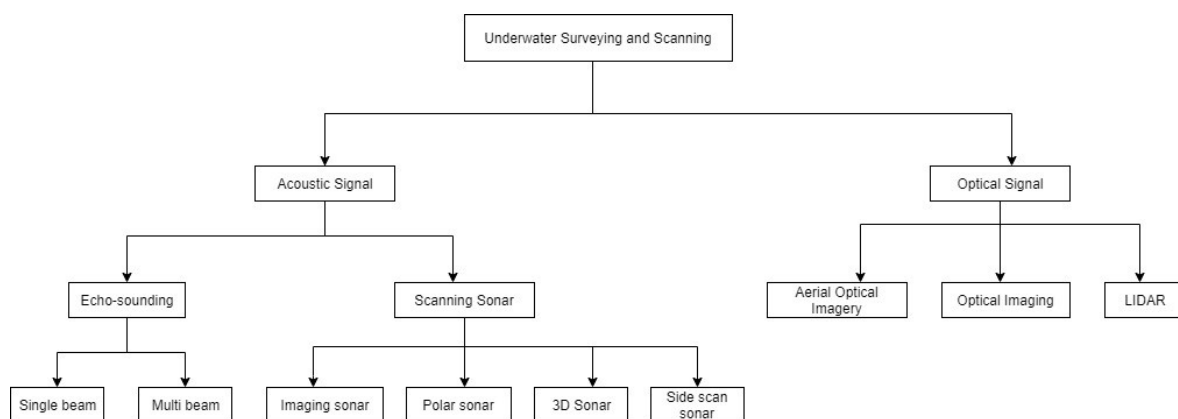 Underwater Surveying and Scanning
Acoustic Signal
Optical Signal
Echo-sounding
Scanning Sonar
Aerial Optical
Imagery
Optical Imaging
LIDAR
Single beam
Multi beam
Imaging sonar
Polar sonar
3D Sonar
Side scan
sonar